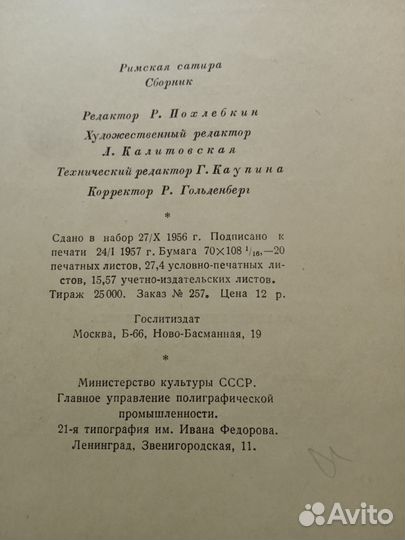 Римская сатира
Сборник
Редактор Р. Похлебкин
Художественный редактор
Л. Калитовская
Технический редактор Г. Каупина
Корректор Р. Гольденберг
*
Сдано в набор 27/X 1956 г. Подписано к
печати 24/I 1957 г. Бумага 70×108 1/16,—20
печатных листов, 27,4 условно-печатных ли-
стов, 15,57 учетно-издательских листов.
Тираж 25000. Заказ № 257. Цена 12 р.
Гослитиздат
Москва, Б-66, Ново-Басманная, 19
*
Министерство культуры СССР.
Главное управление полиграфической
промышленности.
21-я типография им. Ивана Федорова.
Ленинград, Звенигородская, 11.
Avito